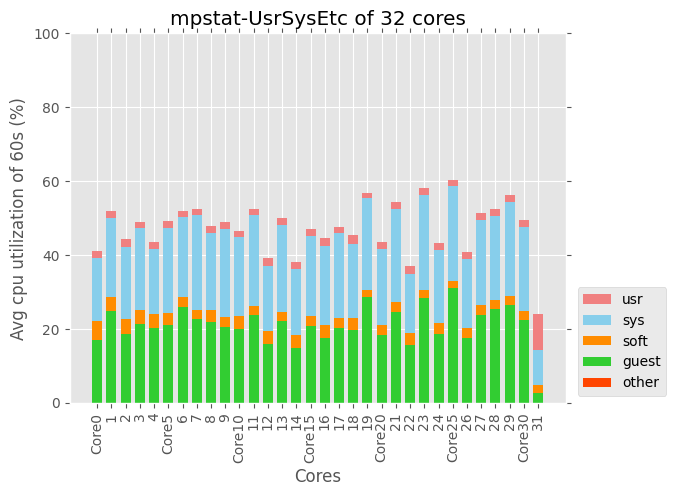 mpstat-UsrSysEtc of 32 cores
Avg cpu utilization of 60s (%)
100
80
60
40
20
0
Core0
1
2
3
4
Core5
6
7
8
9
Core10
11
12
13
14
Core15
16
17
18
19
Core20
21
22
23
24
Core25
26
27
28
29
Core30
31
Cores
usr
sys
soft
guest
other